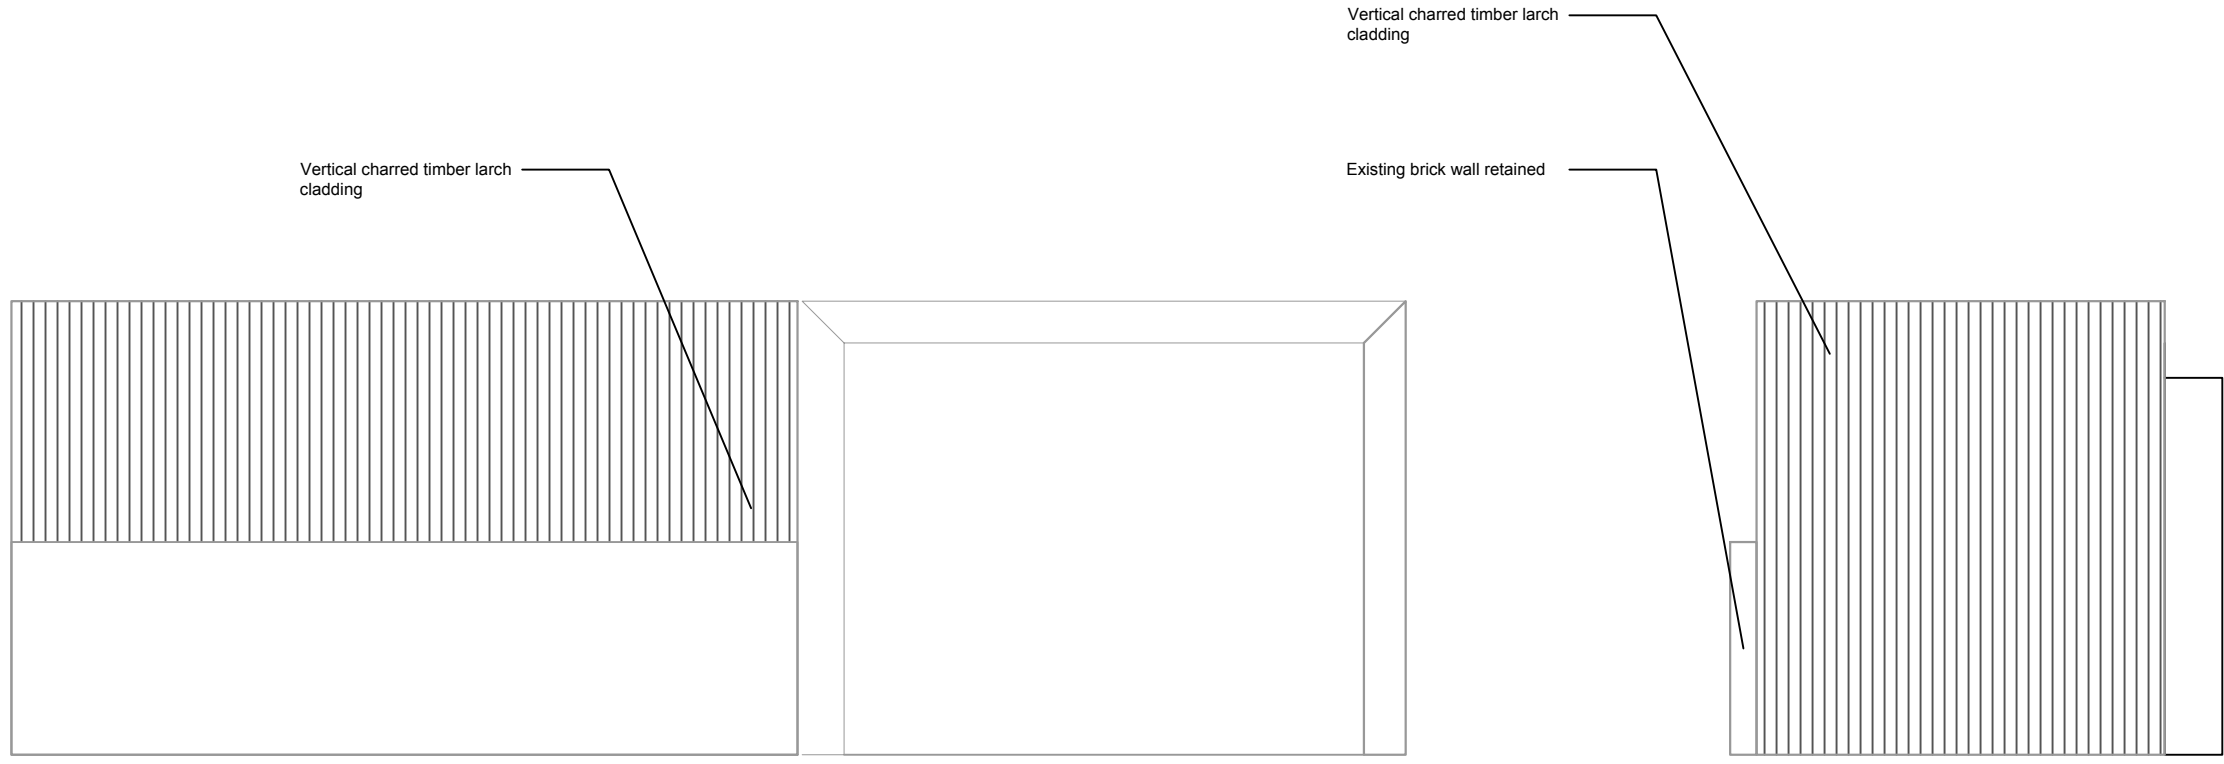 Vertical charred timber larch
cladding
Vertical charred timber larch
cladding
Existing brick wall retained